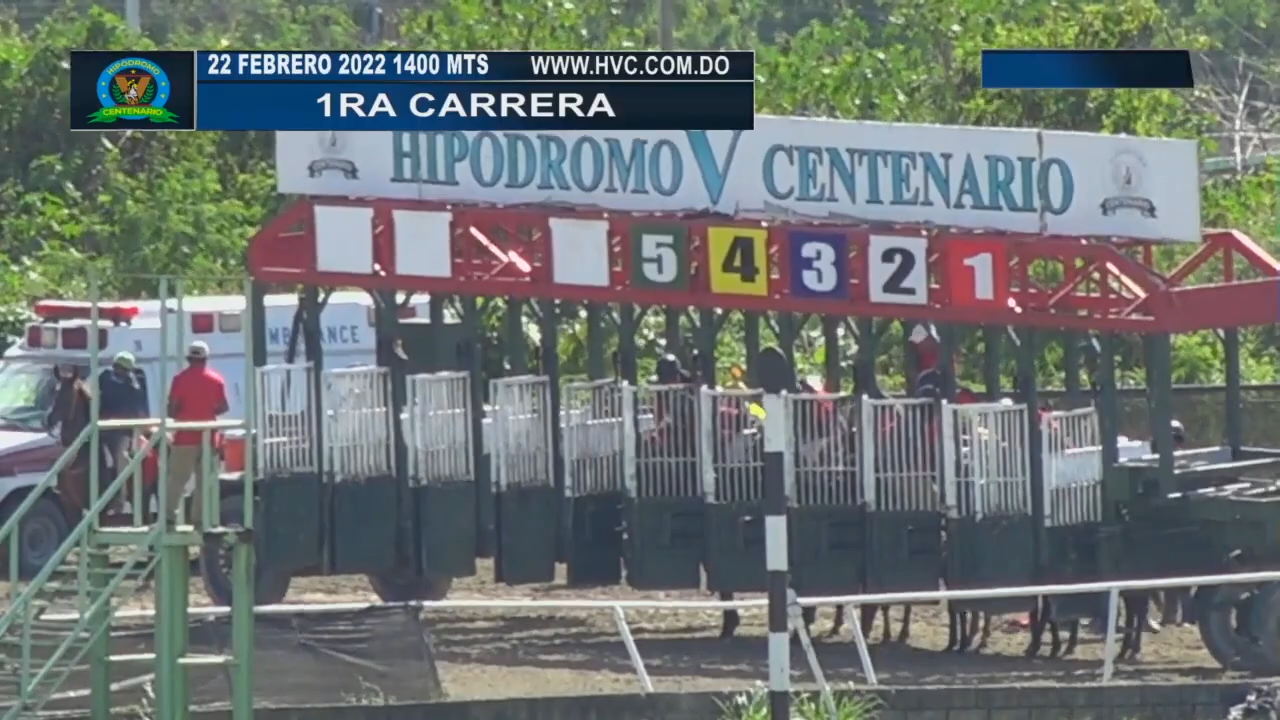 22 FEBRERO 2022 1400 MTS WWW.HVC.COM.DO
1RA CARRERA
HIPODROMO
V
CENTENARIO
HIPODROMO V CENTENARIO
5 4 3 2 1
CENTENARIO